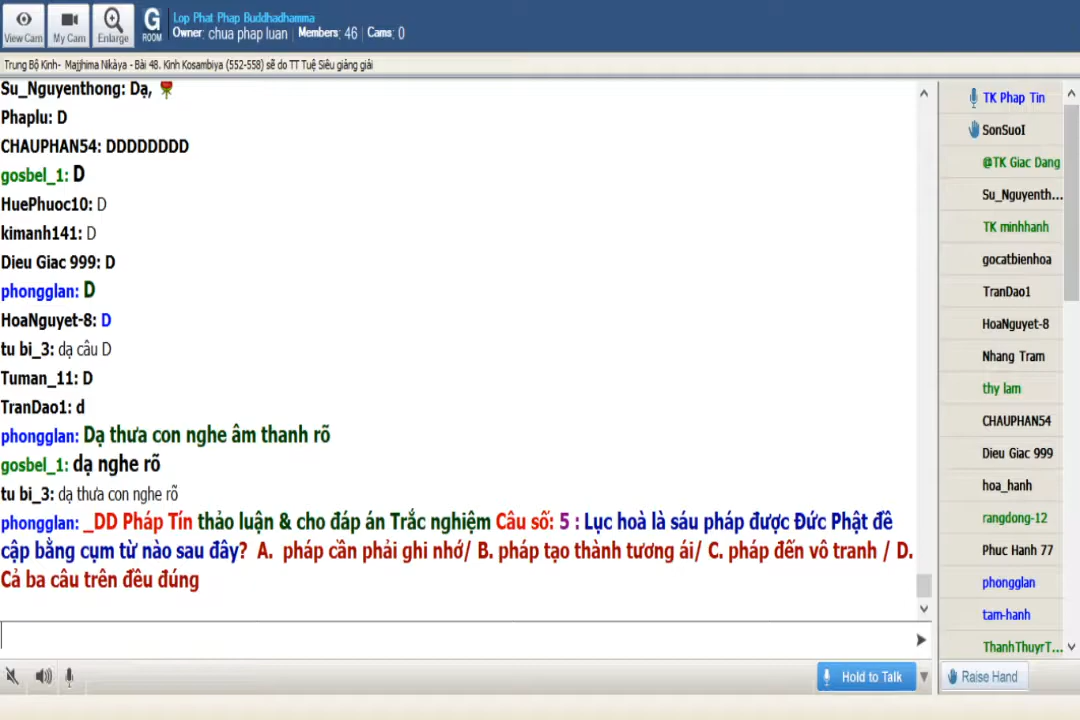 Lop Phat Phap Buddhadhamma
View Cam My Cam Enlarge G ROOM Owner: chua phap luan | Members: 46 | Cams: 0
Trung Bộ Kinh- Majjhima Nikàya - Bài 48. Kinh Kosambiya (552-558) sẽ do TT Tuệ Siêu giảng giải
Su_Nguyenthong: Dạ,
Phaplu: D
CHAUPHAN54: DDDDDDDD
gosbel_1: D
HuePhuoc10: D
kimanh141: D
Dieu Giac 999: D
phongglan: D
HoaNguyet-8: D
tu bi_3: dạ câu D
Tuman_11: D
TranDao1: d
phongglan: Dạ thưa con nghe âm thanh rõ
gosbel_1: dạ nghe rõ
tu bi_3: dạ thưa con nghe rõ
phongglan: _DD Pháp Tín thảo luận & cho đáp án Trắc nghiệm Câu số: 5 : Lục hoà là sáu pháp được Đức Phật đề
cập bằng cụm từ nào sau đây? A. pháp cần phải ghi nhớ/ B. pháp tạo thành tương ái/ C. pháp đến vô tranh / D.
Cả ba câu trên đều đúng
TK Phap Tin
SonSuoI
@TK Giac Dang
Su_Nguyenth...
TK minhhanh
gocatbienhoa
TranDao1
HoaNguyet-8
Nhang Tram
thy lam
CHAUPHAN54
Dieu Giac 999
hoa_hanh
rangdong-12
Phuc Hanh 77
phongglan
tam-hanh
ThanhThuyrT...
Hold to Talk
Raise Hand